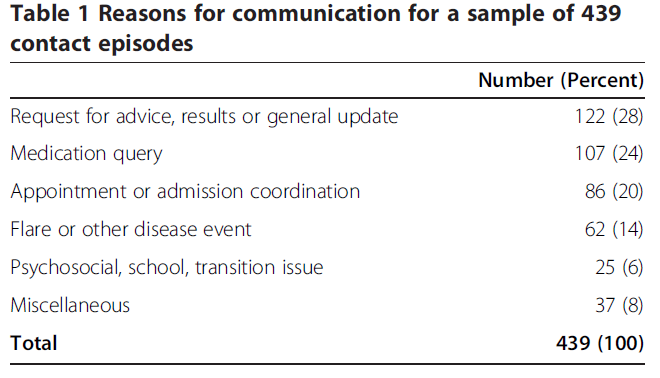 Table 1 Reasons for communication for a sample of 439
contact episodes
Number (Percent)
Request for advice, results or general update 122 (28)
Medication query 107 (24)
Appointment or admission coordination 86 (20)
Flare or other disease event 62 (14)
Psychosocial, school, transition issue 25 (6)
Miscellaneous 37 (8)
Total 439 (100)